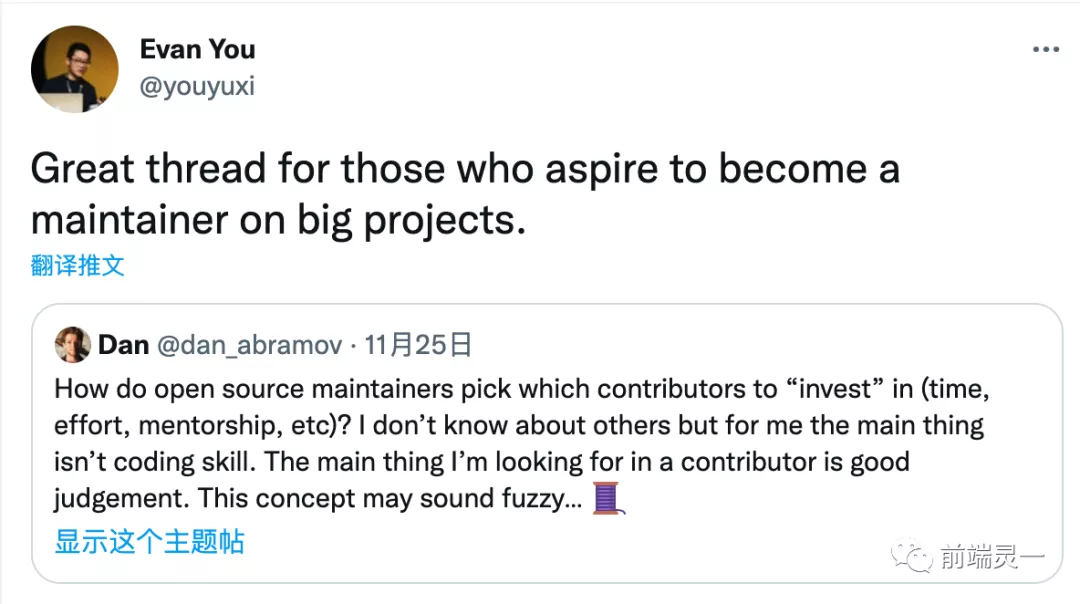 Evan You
@youyuxi
Great thread for those who aspire to become a
maintainer on big projects.
翻译推文
Dan @dan_abramov · 11月25日
How do open source maintainers pick which contributors to “invest” in (time,
effort, mentorship, etc)? I don’t know about others but for me the main thing
isn’t coding skill. The main thing I’m looking for in a contributor is good
judgement. This concept may sound fuzzy… 🧵
显示这个主题帖
前端灵一